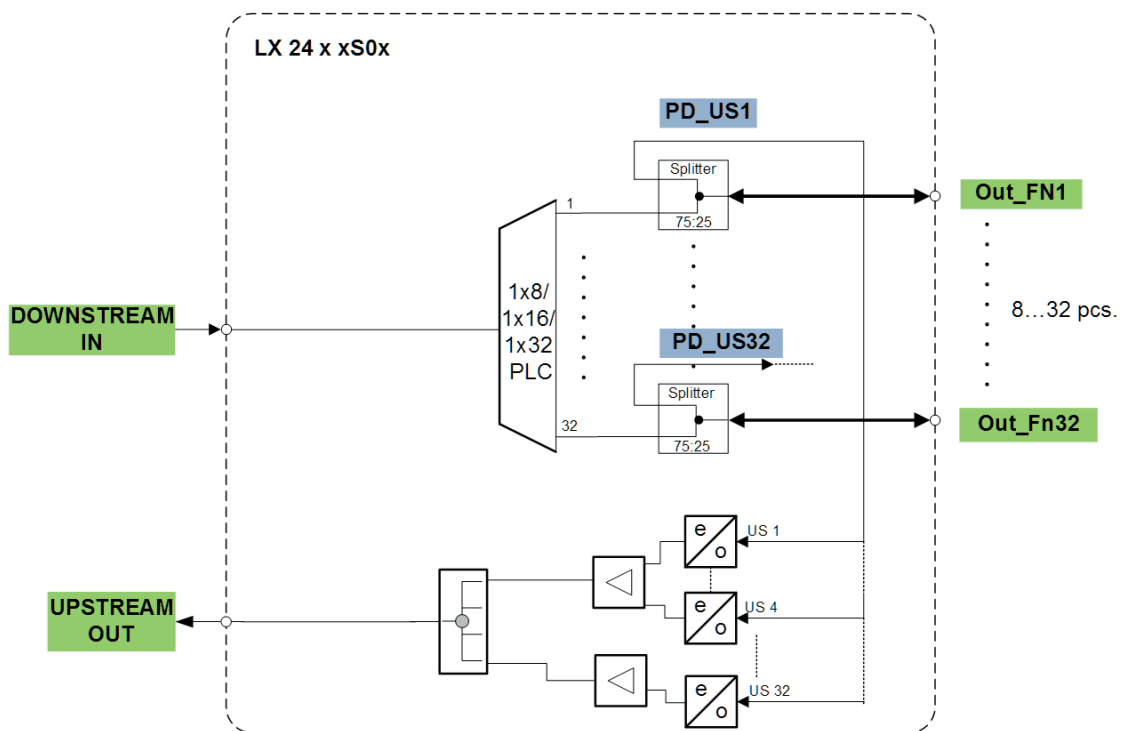 LX 24 x xS0x
PD_US1
Splitter
75:25
1
Out_FN1
8…32 pcs.
DOWNSTREAM
IN
1x8/
1x16/
1x32
PLC
PD_US32
Splitter
75:25
32
Out_Fn32
e
o
US 1
e
o
US 4
e
o
US 32
UPSTREAM
OUT